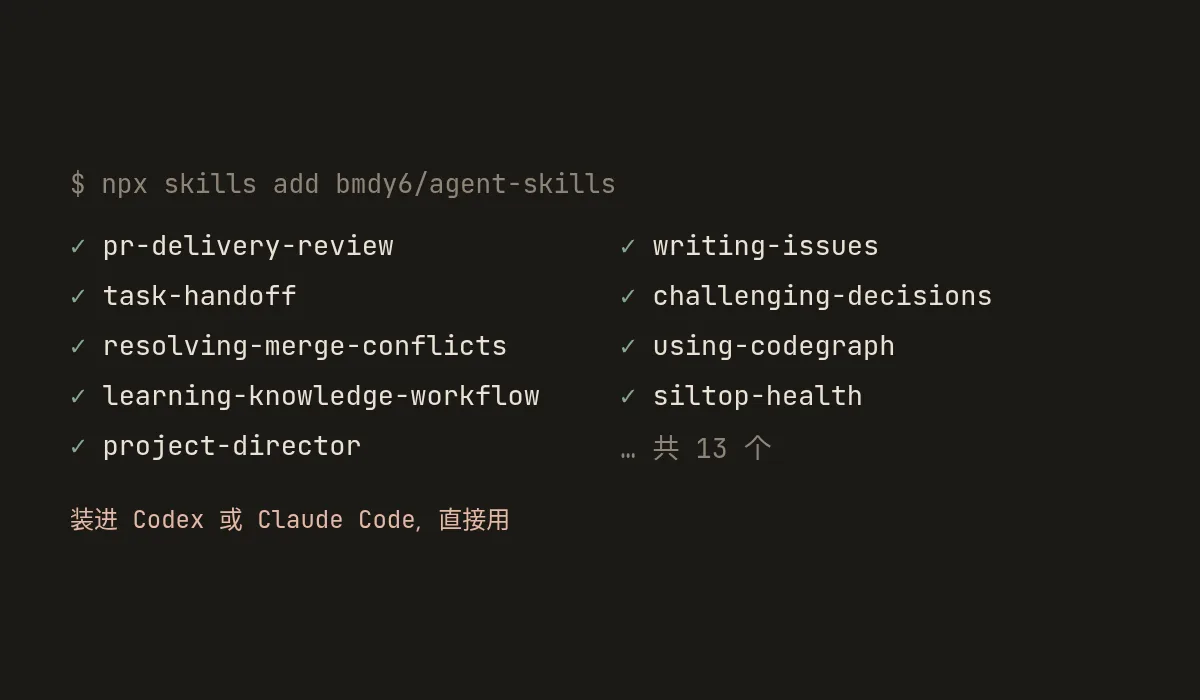 $ npx skills add bmdy6/agent-skills
✓ pr-delivery-review
✓ task-handoff
✓ resolving-merge-conflicts
✓ learning-knowledge-workflow
✓ project-director
✓ writing-issues
✓ challenging-decisions
✓ using-codegraph
✓ siltop-health
… 共 13 个
装进 Codex 或 Claude Code, 直接用